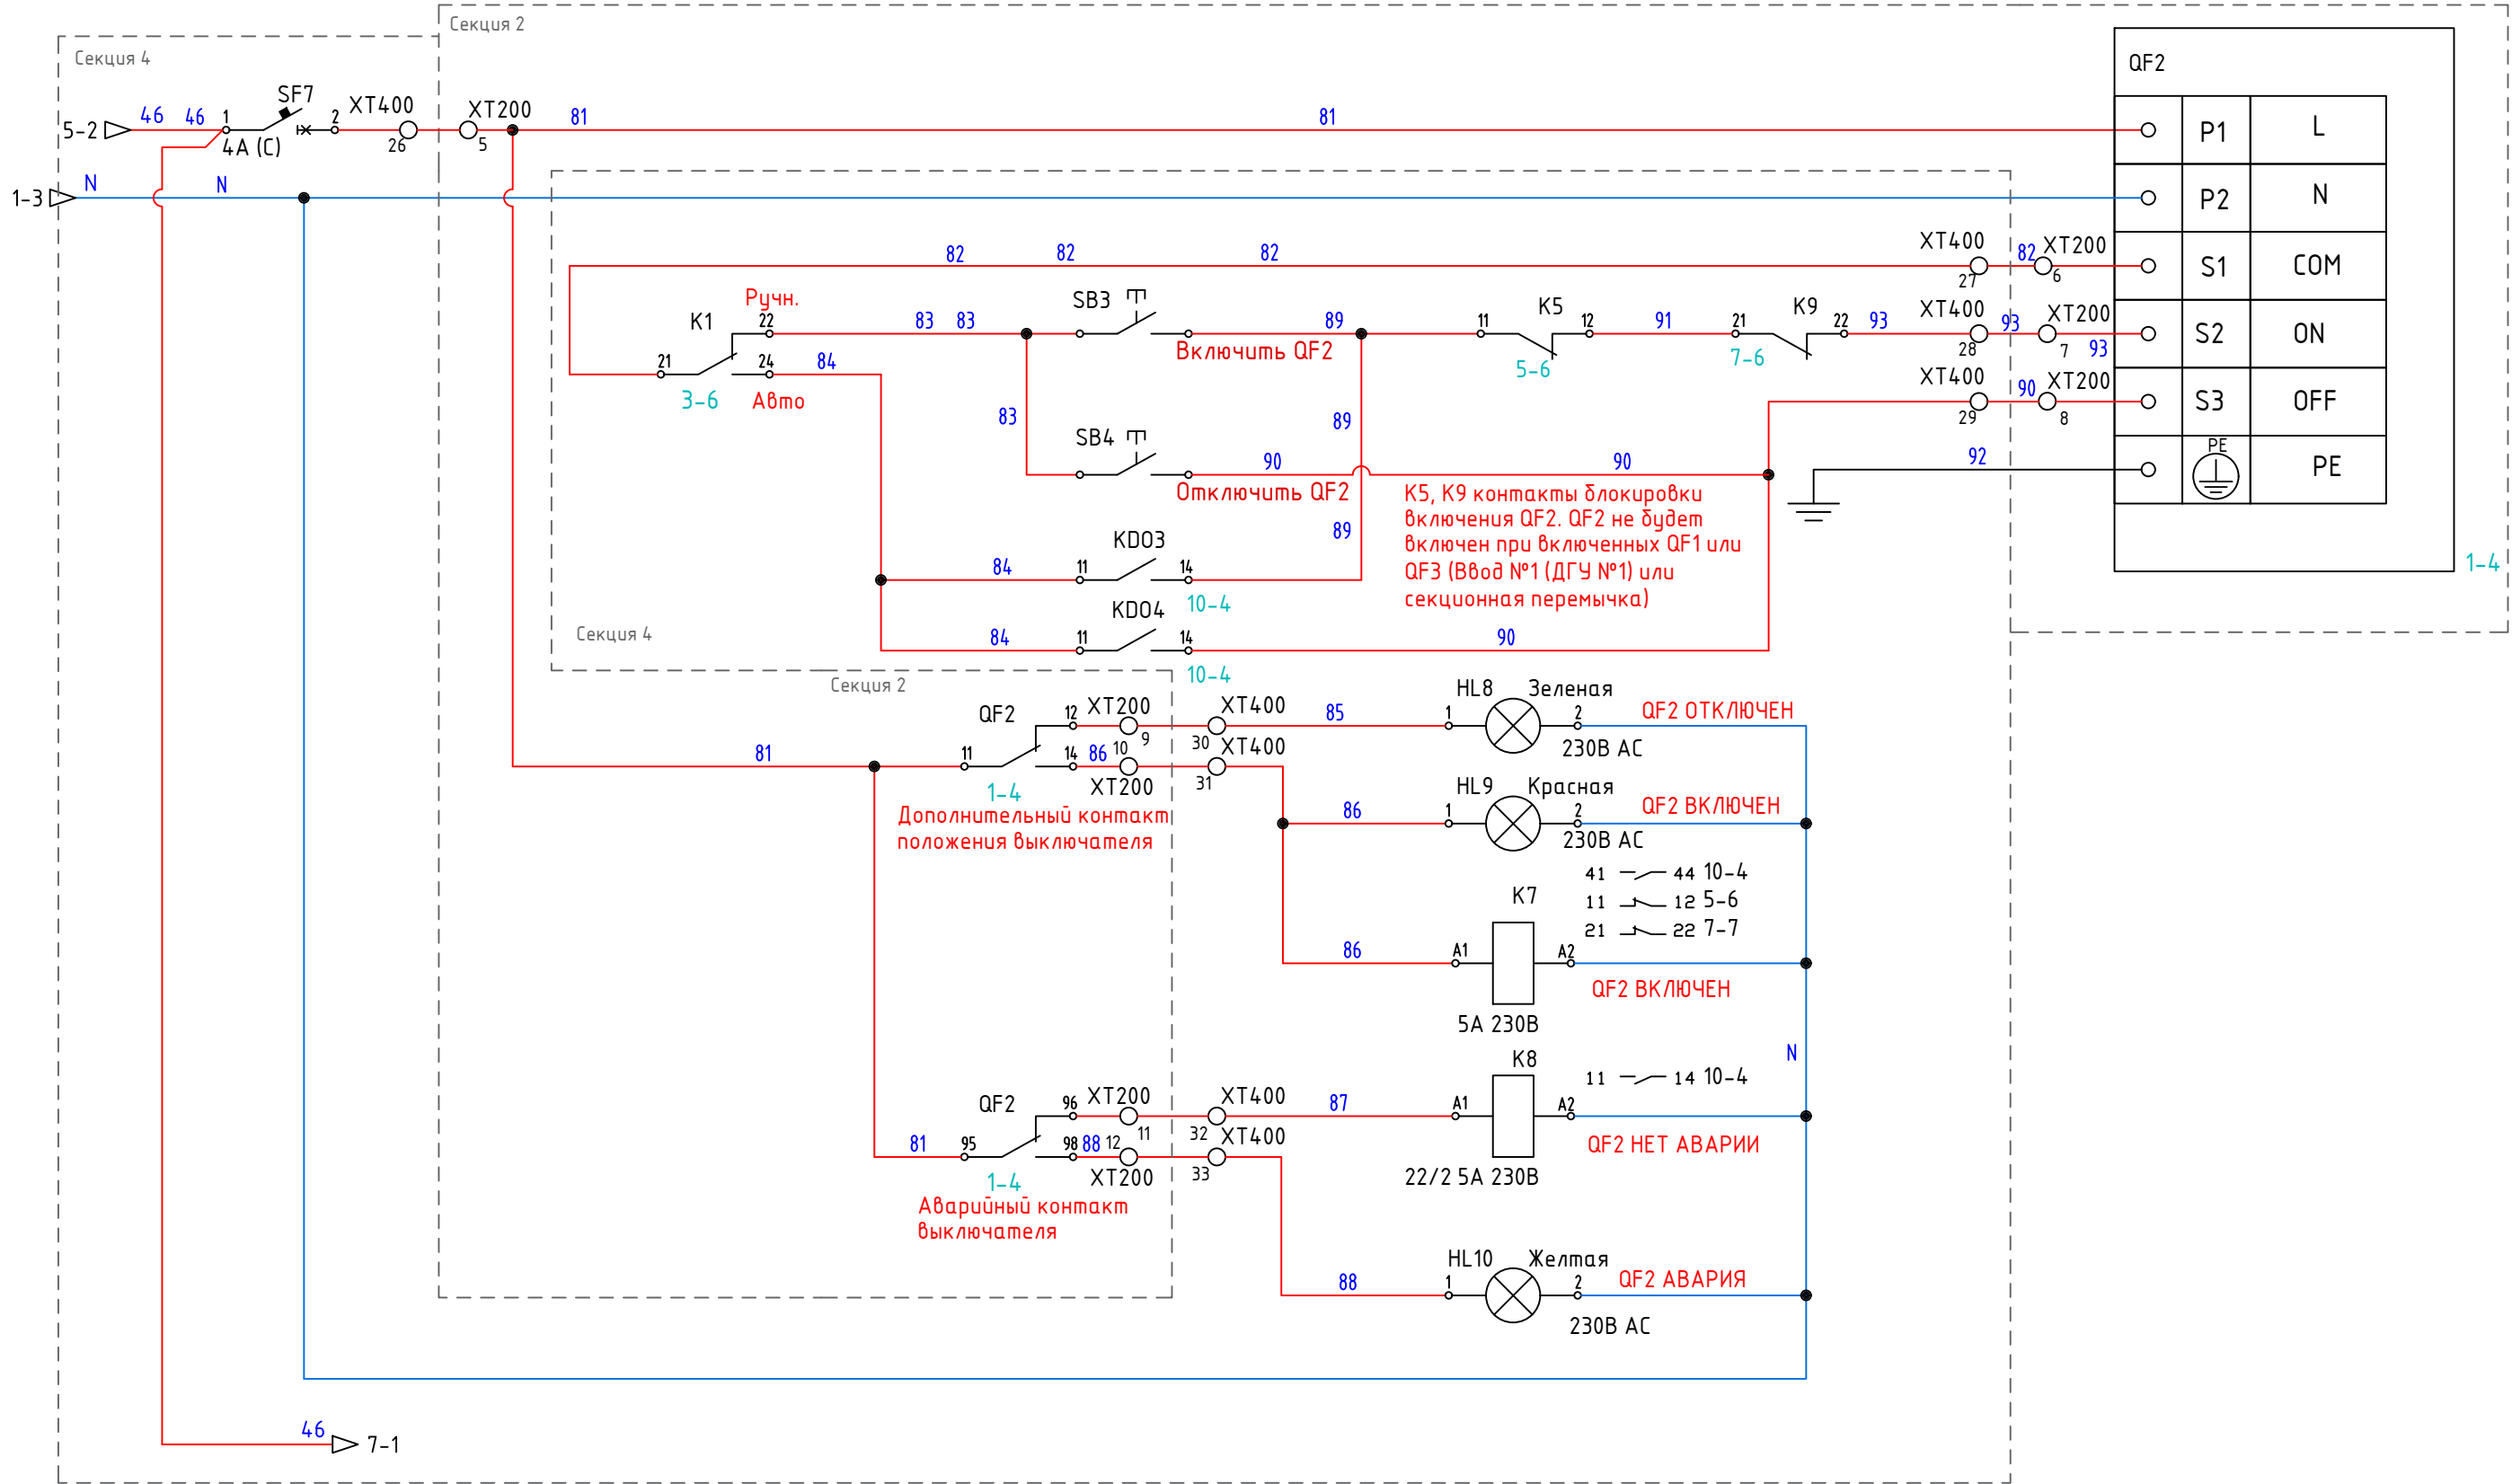 Секция 2
Секция 4
QF2
5-2
46
46
1
SF7
2
4А (С)
XT400
26
XT200
5
81
81
P1
L
1-3
N
N
P2
N
82
82
82
XT400
27
82
XT200
6
S1
COM
K1
Ручн.
22
21
24
3-6
Авто
83
83
84
SB3
Включить QF2
89
11
K5
12
5-6
91
21
K9
22
7-6
93
XT400
28
93
XT200
7
93
S2
ON
83
89
XT400
29
90
XT200
8
S3
OFF
SB4
90
90
Отключить QF2
92
PE
PE
К5, К9 контакты блокировки
включения QF2. QF2 не будет
включен при включенных QF1 или
QF3 (Ввод №1 (ДГУ №1) или
секционная перемычка)
89
KDO3
84
11
14
10-4
1-4
KDO4
Секция 4
84
11
14
90
10-4
Секция 2
QF2
12
XT200
9
XT400
30
85
HL8
Зеленая
1
2
QF2 ОТКЛЮЧЕН
230В АС
81
11
14
86
10
XT200
XT400
31
1-4
Дополнительный контакт
положения выключателя
86
HL9
Красная
1
2
QF2 ВКЛЮЧЕН
230В АС
41
44 10-4
11
12 5-6
21
22 7-7
K7
86
A1
A2
QF2 ВКЛЮЧЕН
5А 230В
N
K8
11
14 10-4
QF2
96
XT200
11
XT400
32
87
A1
A2
81
95
98
88
12
XT200
XT400
33
QF2 НЕТ АВАРИИ
22/2 5А 230В
1-4
Аварийный контакт
выключателя
88
HL10
Желтая
1
2
QF2 АВАРИЯ
230В АС
46
7-1